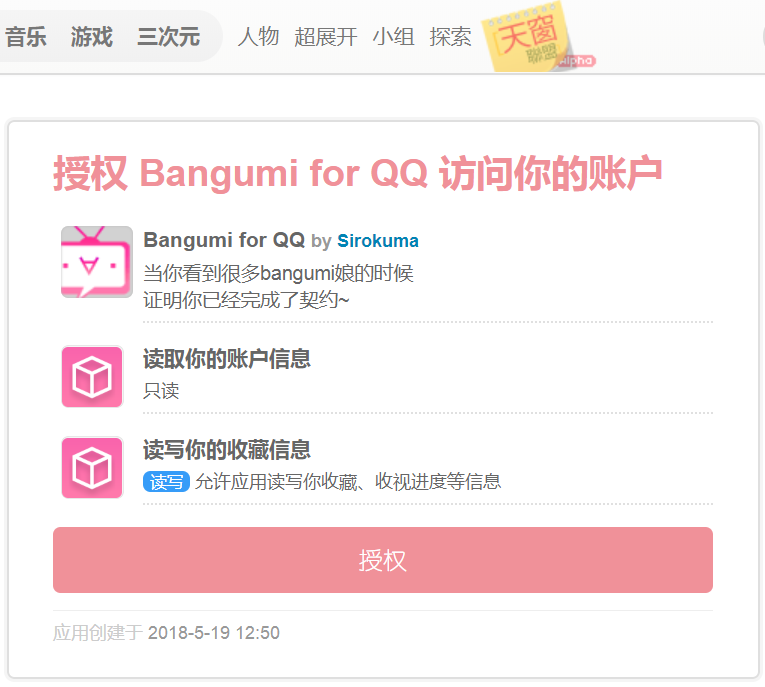 音乐 游戏 三次元 人物 超展开 小组 探索 天窗 聯盟 Alpha
授权 Bangumi for QQ 访问你的账户
Bangumi for QQ by Sirokuma
当你看到很多bangumi娘的时候
证明你已经完成了契约~
读取你的账户信息
只读
读写你的收藏信息
读写 允许应用读写你收藏、收视进度等信息
授权
应用创建于 2018-5-19 12:50